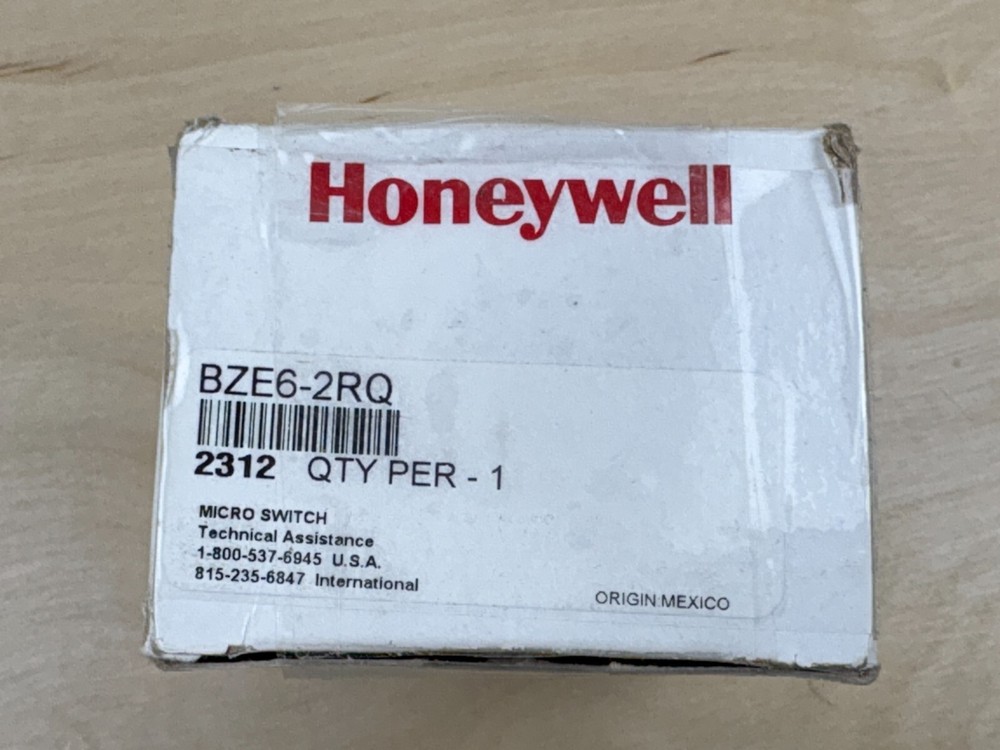 Honeywell
BZE6-2RQ
2312 QTY PER - 1
MICRO SWITCH
Technical Assistance
1-800-537-6945 U.S.A.
815-235-6847 International
ORIGIN MEXICO